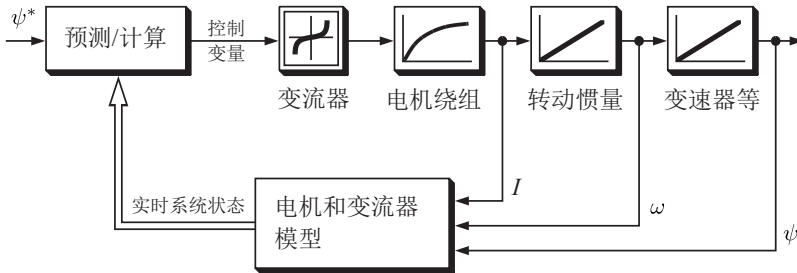 ψ*
预测/计算
控制
变量
变流器
电机绕组
转动惯量
变速器等
实时系统状态
电机和变流器
模型
I
ω
ψ